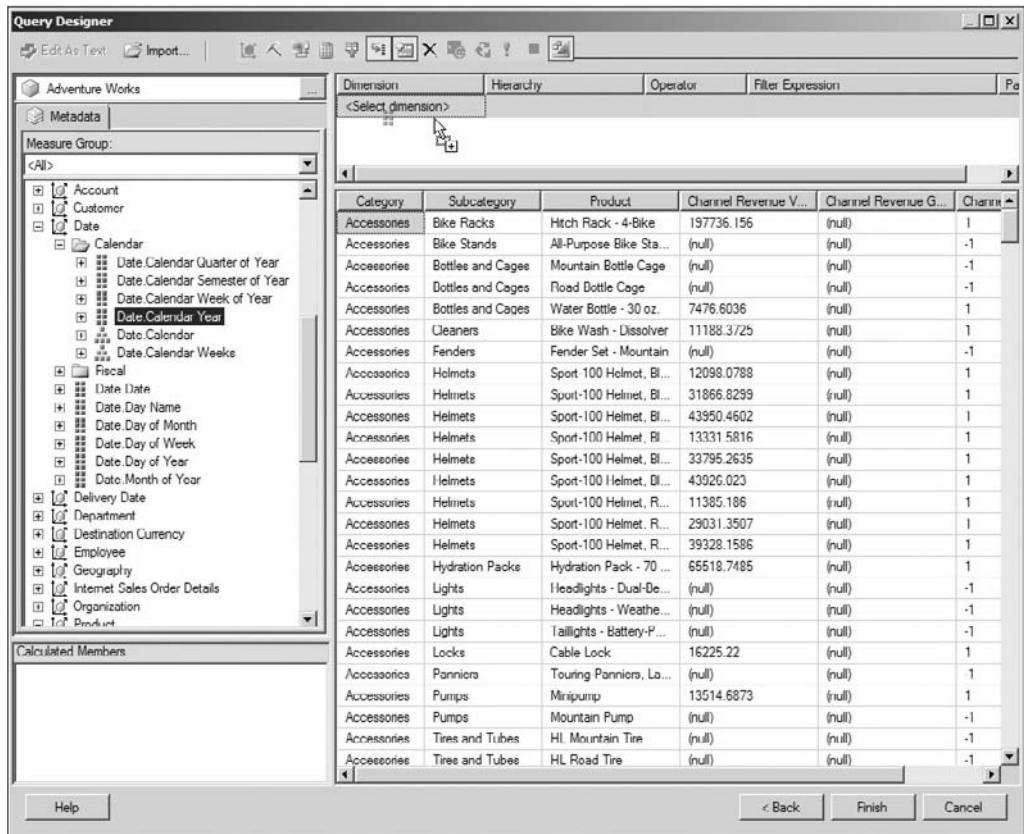 Query Designer
Edit As Text Import...
Adventure Works ...
Metadata
Measure Group:
<All>
Account
Customer
Date
Calendar
Date.Calendar Quarter of Year
Date.Calendar Semester of Year
Date.Calendar Week of Year
Date.Calendar Year
Date.Calendar
Date.Calendar Weeks
Fiscal
Date.Date
Date.Day Name
Date.Day of Month
Date.Day of Week
Date.Day of Year
Date.Month of Year
Delivery Date
Department
Destination Currency
Employee
Geography
Internet Sales Order Details
Organization
Product
Calculated Members
Dimension Hierarchy Operator Filter Expression Pa
<Select dimension>
Category Subcategory Product Channel Revenue V... Channel Revenue G... Channe
Accessories Bike Racks Hitch Rack - 4-Bike 197736.156 (null) 1
Accessories Bike Stands All-Purpose Bike Sta... (null) (null) -1
Accessories Bottles and Cages Mountain Bottle Cage (null) (null) -1
Accessories Bottles and Cages Road Bottle Cage (null) (null) -1
Accessories Bottles and Cages Water Bottle - 30 oz. 7476.6036 (null) 1
Accessories Cleaners Bike Wash - Dissolver 11188.3725 (null) 1
Accessories Fenders Fender Set - Mountain (null) (null) -1
Accessories Helmets Sport-100 Helmet, Bl... 12098.0788 (null) 1
Accessories Helmets Sport-100 Helmet, Bl... 31866.8299 (null) 1
Accessories Helmets Sport-100 Helmet, Bl... 43950.4602 (null) 1
Accessories Helmets Sport-100 Helmet, Bl... 13331.5816 (null) 1
Accessories Helmets Sport-100 Helmet, Bl... 33795.2635 (null) 1
Accessories Helmets Sport-100 Helmet, Bl... 43926.023 (null) 1
Accessories Helmets Sport-100 Helmet, R... 11385.186 (null) 1
Accessories Helmets Sport-100 Helmet, R... 29031.3507 (null) 1
Accessories Helmets Sport-100 Helmet, R... 39328.1586 (null) 1
Accessories Hydration Packs Hydration Pack - 70 ... 65518.7485 (null) 1
Accessories Lights Headlights - Dual-Be... (null) (null) -1
Accessories Lights Headlights - Weathe... (null) (null) -1
Accessories Lights Taillights - Battery-P... (null) (null) -1
Accessories Locks Cable Lock 16225.22 (null) 1
Accessories Panniers Touring Panniers, La... (null) (null) -1
Accessories Pumps Minipump 13514.6873 (null) 1
Accessories Pumps Mountain Pump (null) (null) -1
Accessories Tires and Tubes HL Mountain Tire (null) (null) -1
Accessories Tires and Tubes HL Road Tire (null) (null) -1
Help < Back Finish Cancel